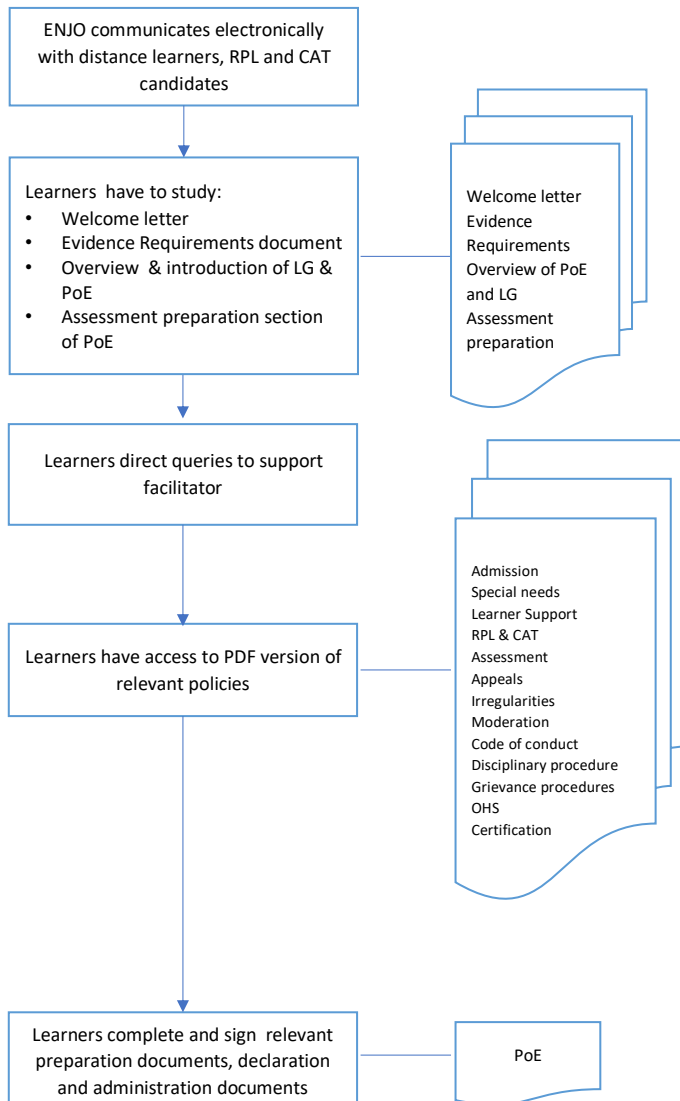 ENJO communicates electronically
with distance learners, RPL and CAT
candidates
Learners have to study:
• Welcome letter
• Evidence Requirements document
• Overview & introduction of LG &
PoE
• Assessment preparation section
of PoE
Welcome letter
Evidence
Requirements
Overview of PoE
and LG
Assessment
preparation
Learners direct queries to support
facilitator
Learners have access to PDF version of
relevant policies
Admission
Special needs
Learner Support
RPL & CAT
Assessment
Appeals
Irregularities
Moderation
Code of conduct
Disciplinary procedure
Grievance procedures
OHS
Certification
Learners complete and sign relevant
preparation documents, declaration
and administration documents
PoE